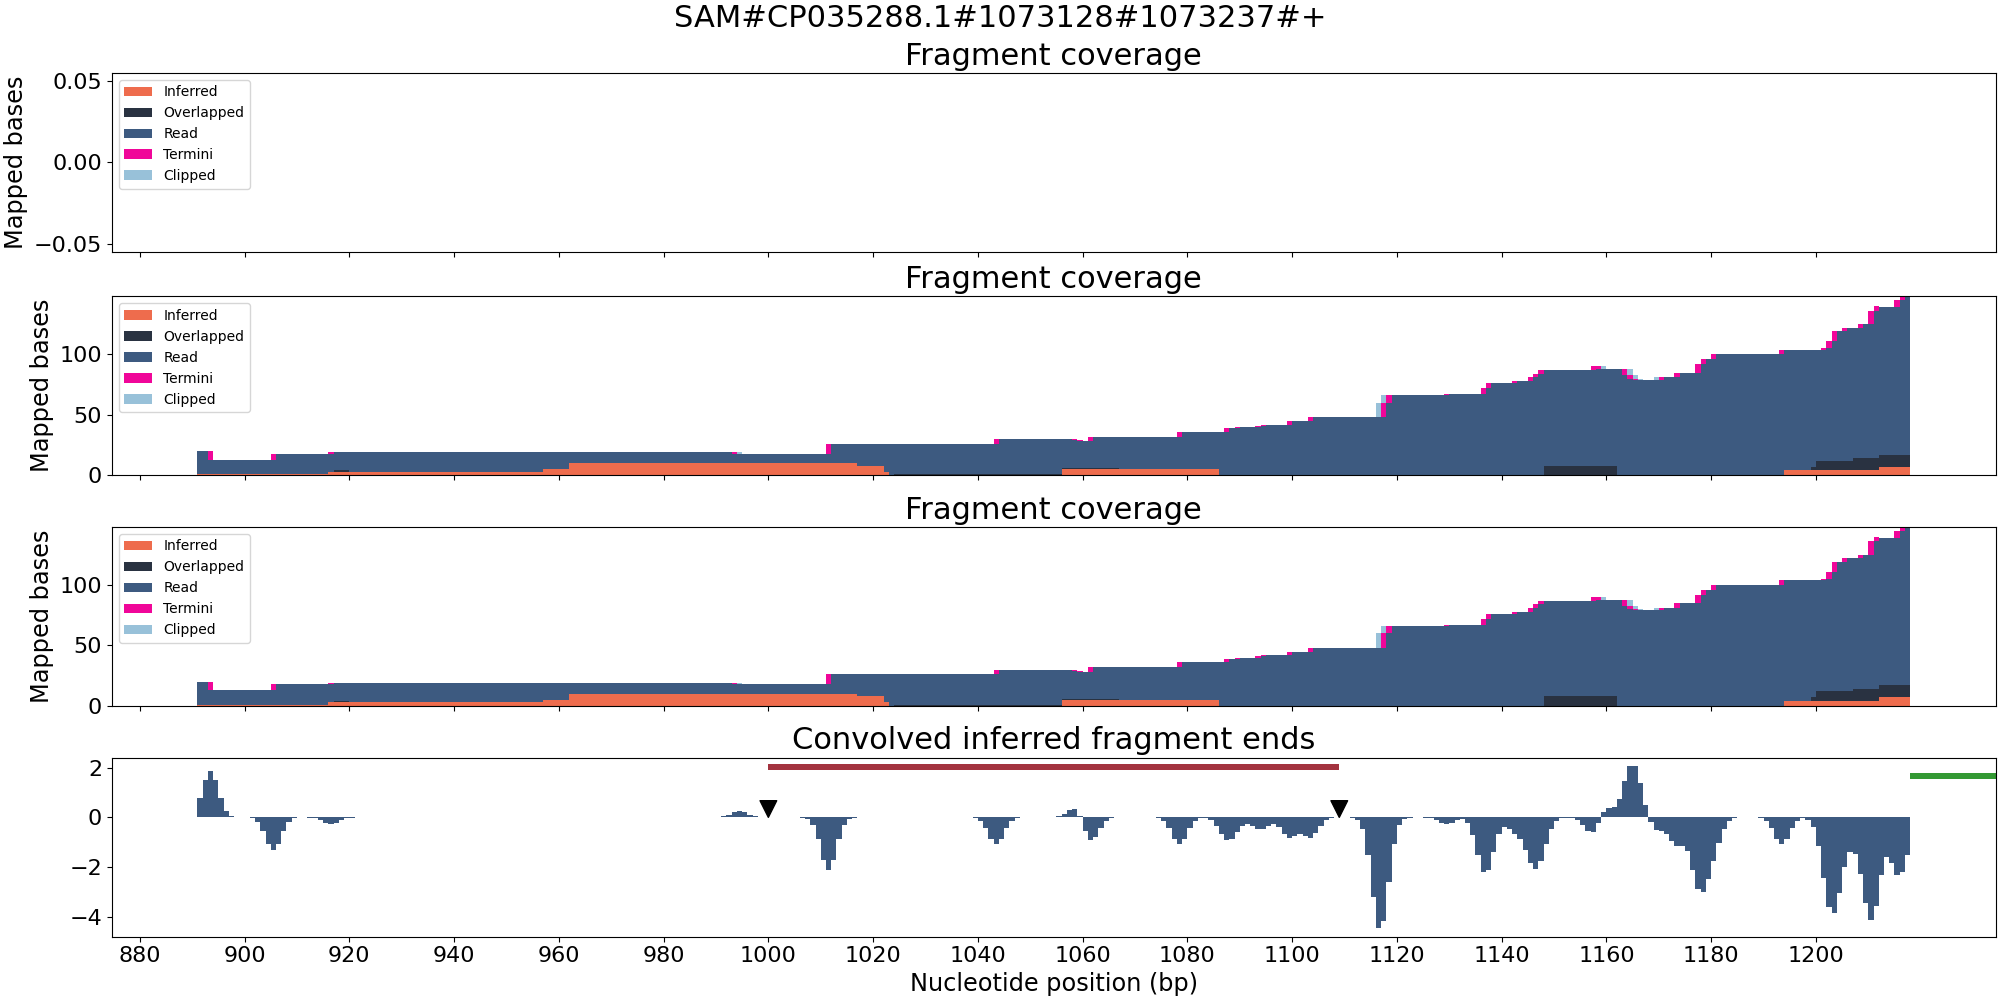 SAM#CP035288.1#1073128#1073237#+
Fragment coverage
Mapped bases
0.05
0.00
−0.05
Inferred
Overlapped
Read
Termini
Clipped
Fragment coverage
Mapped bases
100
50
0
Inferred
Overlapped
Read
Termini
Clipped
Fragment coverage
Mapped bases
100
50
0
Inferred
Overlapped
Read
Termini
Clipped
Convolved inferred fragment ends
2
0
−2
−4
880 900 920 940 960 980 1000 1020 1040 1060 1080 1100 1120 1140 1160 1180 1200
Nucleotide position (bp)